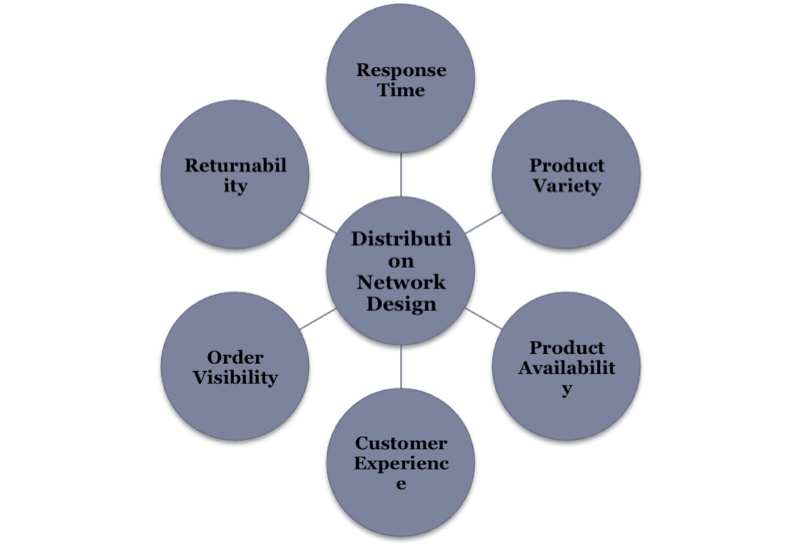 Response
Time
Product
Variety
Product
Availabilit
y
Customer
Experienc
e
Order
Visibility
Returnabil
ity
Distributi
on
Network
Design